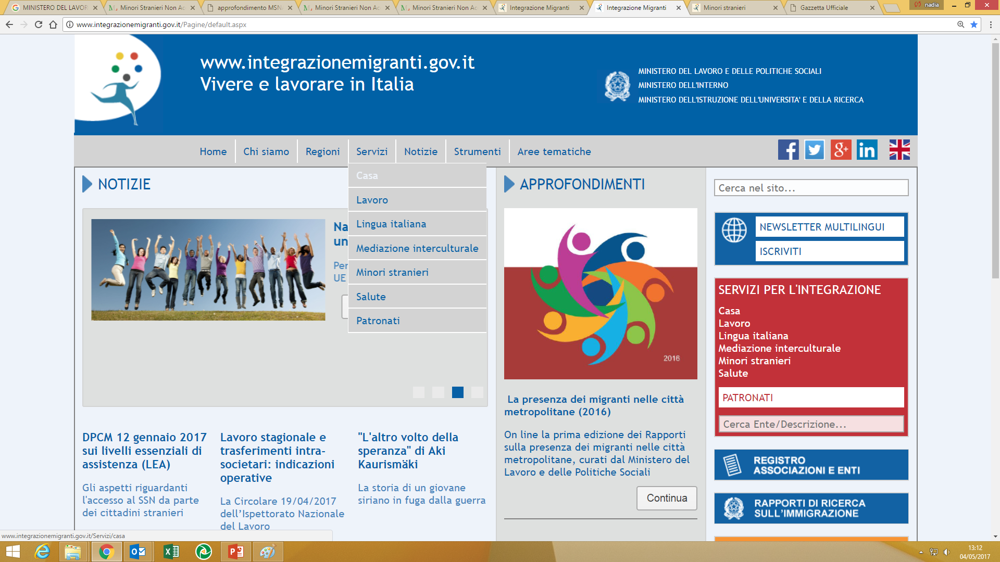 MINISTERO DEL LAVOR
Minori Stranieri Non Ac
approfondimento MSN
Minori Stranieri Non Ac
Minori Stranieri Non Ac
Integrazione Migranti
Integrazione Migranti
Minori stranieri
Gazzetta Ufficiale
nadia
www.integrazionemigranti.gov.it/Pagine/default.aspx
www.integrazionemigranti.gov.it
Vivere e lavorare in Italia
MINISTERO DEL LAVORO E DELLE POLITICHE SOCIALI
MINISTERO DELL'INTERNO
MINISTERO DELL'ISTRUZIONE DELL'UNIVERSITA' E DELLA RICERCA
Home
Chi siamo
Regioni
Servizi
Notizie
Strumenti
Aree tematiche
Casa
Lavoro
Lingua italiana
Mediazione interculturale
Minori stranieri
Salute
Patronati
NOTIZIE
Na
un
Per
UE
DPCM 12 gennaio 2017
sui livelli essenziali di
assistenza (LEA)
Gli aspetti riguardanti
l'accesso al SSN da parte
dei cittadini stranieri
Lavoro stagionale e
trasferimenti intra-
societari: indicazioni
operative
La Circolare 19/04/2017
dell’Ispettorato Nazionale
del Lavoro
"L'altro volto della
speranza" di Aki
Kaurismäki
La storia di un giovane
siriano in fuga dalla guerra
APPROFONDIMENTI
2016
La presenza dei migranti nelle città
metropolitane (2016)
On line la prima edizione dei Rapporti
sulla presenza dei migranti nelle città
metropolitane, curati dal Ministero del
Lavoro e delle Politiche Sociali
Continua
Cerca nel sito...
NEWSLETTER MULTILINGUI
ISCRIVITI
SERVIZI PER L'INTEGRAZIONE
Casa
Lavoro
Lingua italiana
Mediazione interculturale
Minori stranieri
Salute
PATRONATI
Cerca Ente/Descrizione...
REGISTRO
ASSOCIAZIONI E ENTI
RAPPORTI DI RICERCA
SULL'IMMIGRAZIONE
www.integrazionemigranti.gov.it/Servizi/casa
13:12
04/05/2017